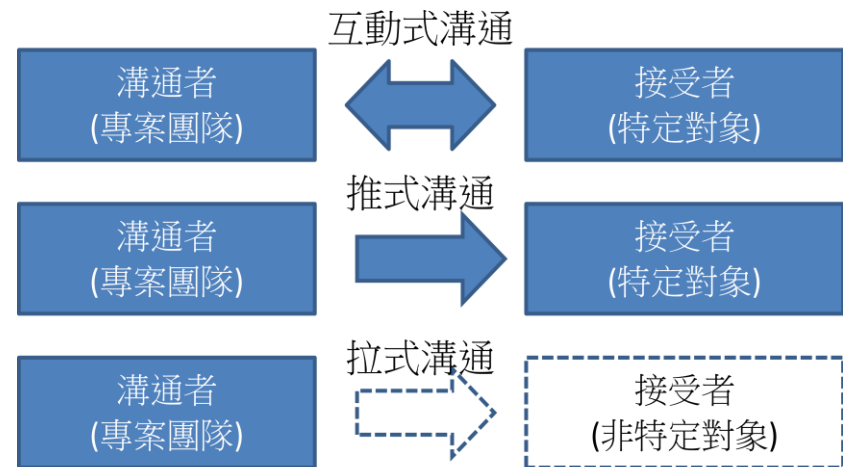 互動式溝通
溝通者
(專案團隊)
接受者
(特定對象)
推式溝通
溝通者
(專案團隊)
接受者
(特定對象)
拉式溝通
溝通者
(專案團隊)
接受者
(非特定對象)